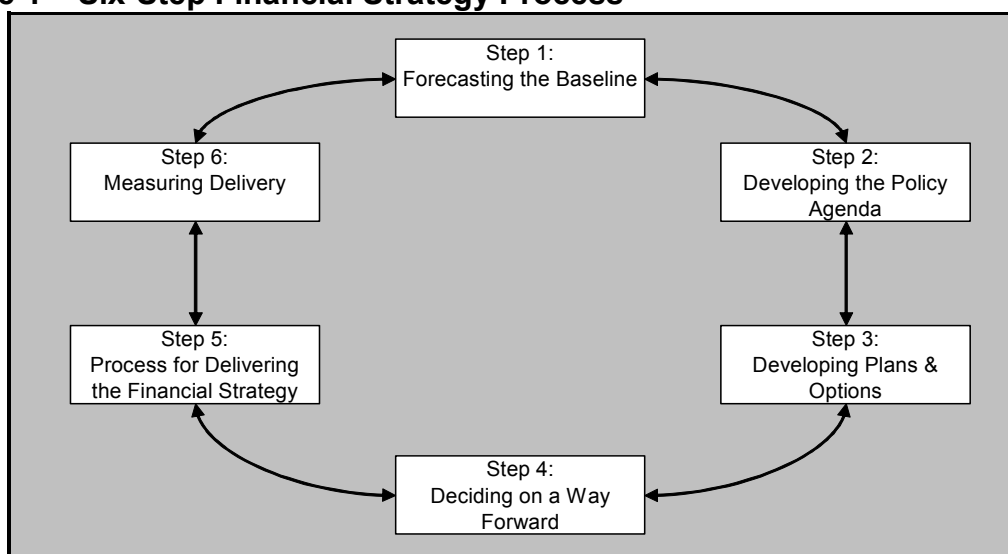 Six-Step Financial Strategy Process
Step 1:
Forecasting the Baseline
Step 2:
Developing the Policy
Agenda
Step 3:
Developing Plans &
Options
Step 4:
Deciding on a Way
Forward
Step 5:
Process for Delivering
the Financial Strategy
Step 6:
Measuring Delivery